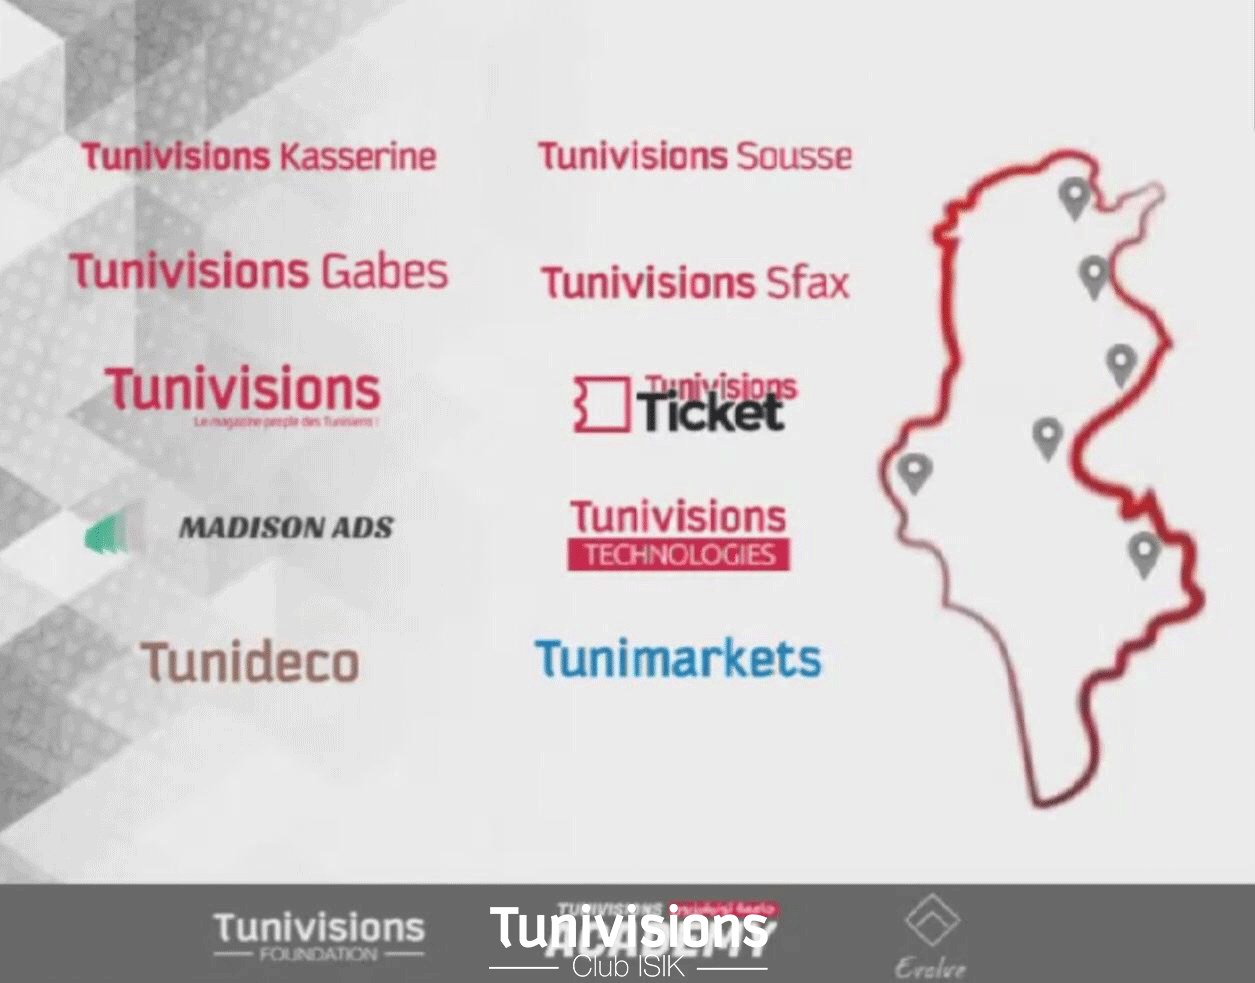 Tunivisions Kasserine
Tunivisions Sousse
Tunivisions Gabes
Tunivisions Sfax
Tunivisions
Le magazine people des Tunisiens !
Tunivisions
Ticket
MADISON ADS
Tunivisions
TECHNOLOGIES
Tunideco
Tunimarkets
Tunivisions
FOUNDATION
TUNIVISIONS
ACADEMY
Tunivisions
Club ISIK
Evolve